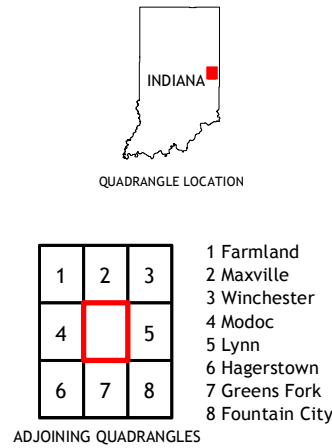 INDIANA
QUADRANGLE LOCATION
1 2 3
4 5
6 7 8
1 Farmland
2 Maxville
3 Winchester
4 Modoc
5 Lynn
6 Hagerstown
7 Greens Fork
8 Fountain City
ADJOINING QUADRANGLES